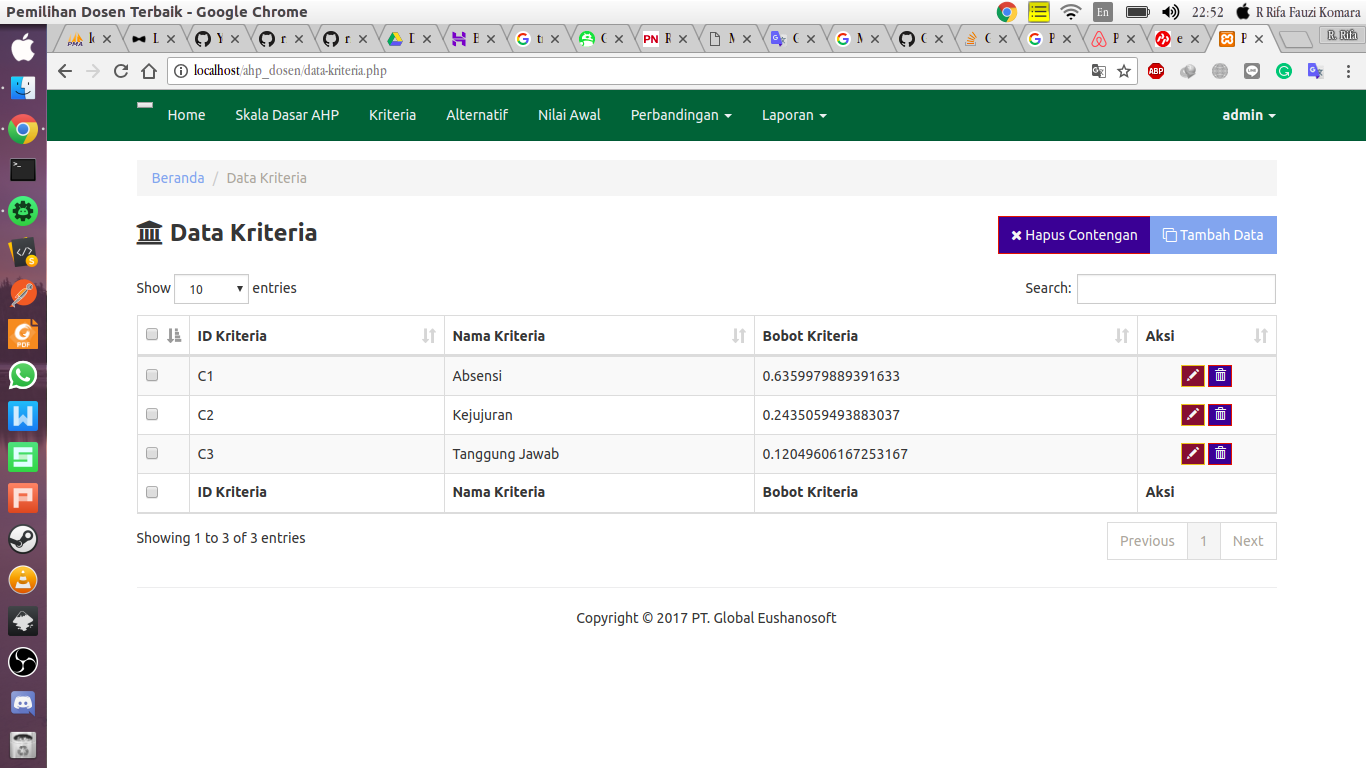 Pemilihan Dosen Terbaik - Google Chrome
En 22:52 R Rifa Fauzi Komara
R. Rifa
localhost/ahp_dosen/data-kriteria.php
ABP
Home Skala Dasar AHP Kriteria Alternatif Nilai Awal Perbandingan Laporan admin
Beranda / Data Kriteria
Data Kriteria
Hapus Contengan Tambah Data
Show 10 entries Search:
ID Kriteria Nama Kriteria Bobot Kriteria Aksi
C1 Absensi 0.6359979889391633
C2 Kejujuran 0.2435059493883037
C3 Tanggung Jawab 0.12049606167253167
ID Kriteria Nama Kriteria Bobot Kriteria Aksi
Showing 1 to 3 of 3 entries
Previous 1 Next
Copyright © 2017 PT. Global Eushanosoft